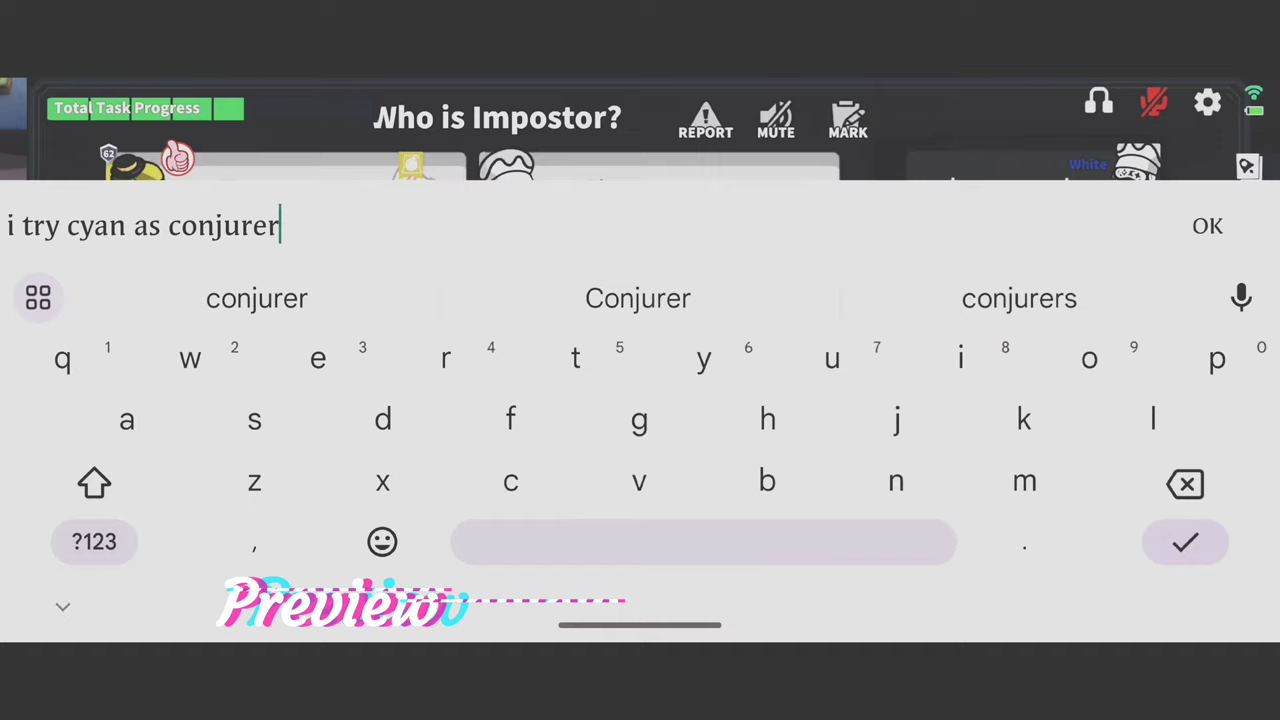 Total Task Progress
Who is Impostor?
REPORT
MUTE
MARK
62
White
i try cyan as conjurer
OK
conjurer
Conjurer
conjurers
q 1 w 2 e 3 r 4 t 5 y 6 u 7 i 8 o 9 p 0
a s d f g h j k l
z x c v b n m
?123 , .
Preview